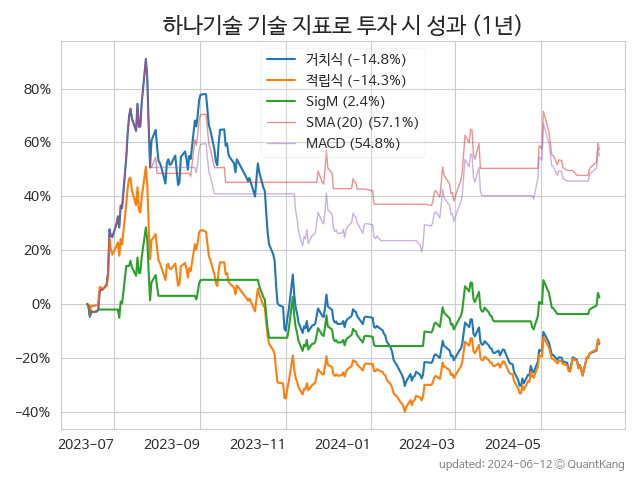 하나기술 기술 지표로 투자 시 성과 (1년)
거치식 (−14.8%)
적립식 (−14.3%)
SigM (2.4%)
SMA(20) (57.1%)
MACD (54.8%)
80%
60%
40%
20%
0%
−20%
−40%
2023-07
2023-09
2023-11
2024-01
2024-03
2024-05
updated: 2024-06-12 © QuantKang